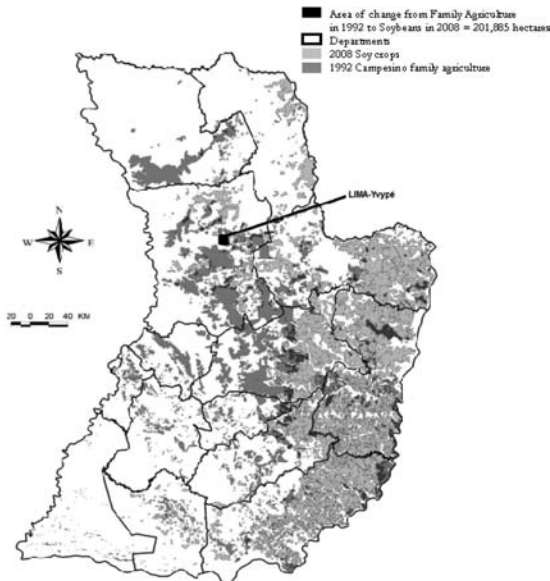 Area of change from Family Agriculture
in 1992 to Soybeans in 2008 = 201,885 hectares
Departments
2008 Soy crops
1992 Campesino family agriculture
LIMA-Yvypé
N
W E
S
20 0 20 40 KM